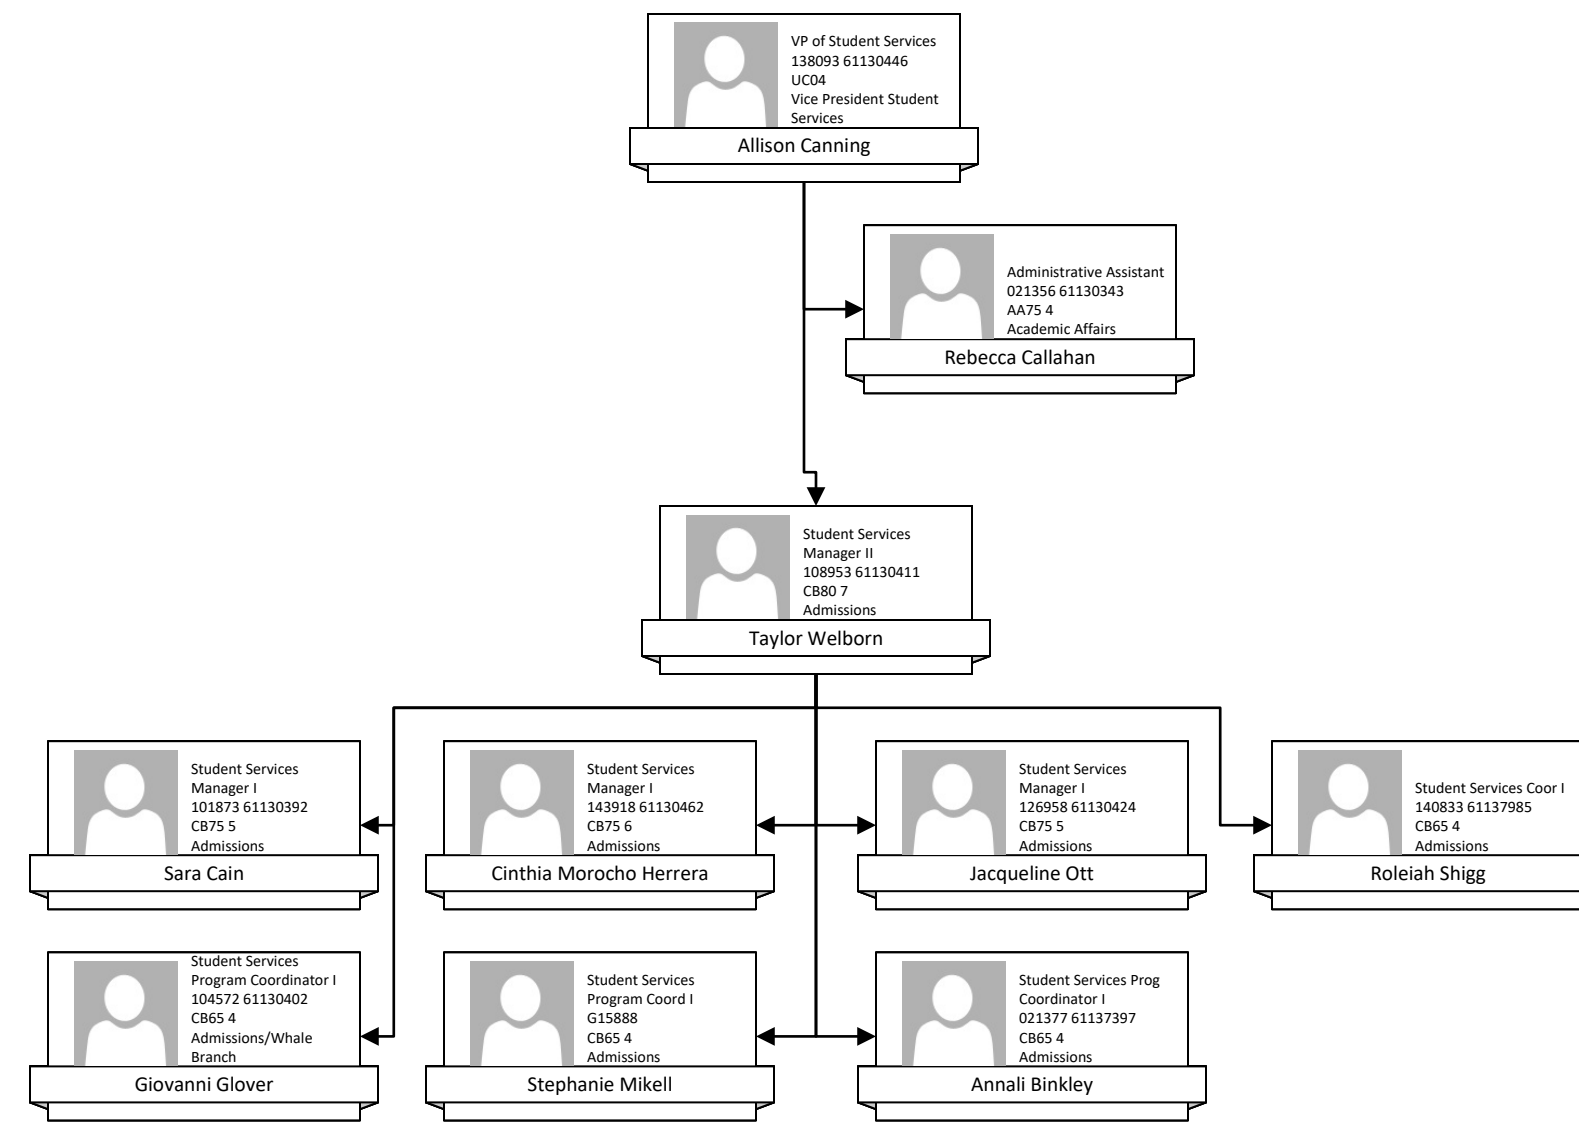 VP of Student Services
138093 61130446
UC04
Vice President Student
Services
Allison Canning
Administrative Assistant
021356 61130343
AA75 4
Academic Affairs
Rebecca Callahan
Student Services
Manager II
108953 61130411
CB80 7
Admissions
Taylor Welborn
Student Services
Manager I
101873 61130392
CB75 5
Admissions
Sara Cain
Student Services
Manager I
143918 61130462
CB75 6
Admissions
Cinthia Morocho Herrera
Student Services
Manager I
126958 61130424
CB75 5
Admissions
Jacqueline Ott
Student Services Coor I
140833 61137985
CB65 4
Admissions
Roleiah Shigg
Student Services
Program Coordinator I
104572 61130402
CB65 4
Admissions/Whale
Branch
Giovanni Glover
Student Services
Program Coord I
G15888
CB65 4
Admissions
Stephanie Mikell
Student Services Prog
Coordinator I
021377 61137397
CB65 4
Admissions
Annali Binkley